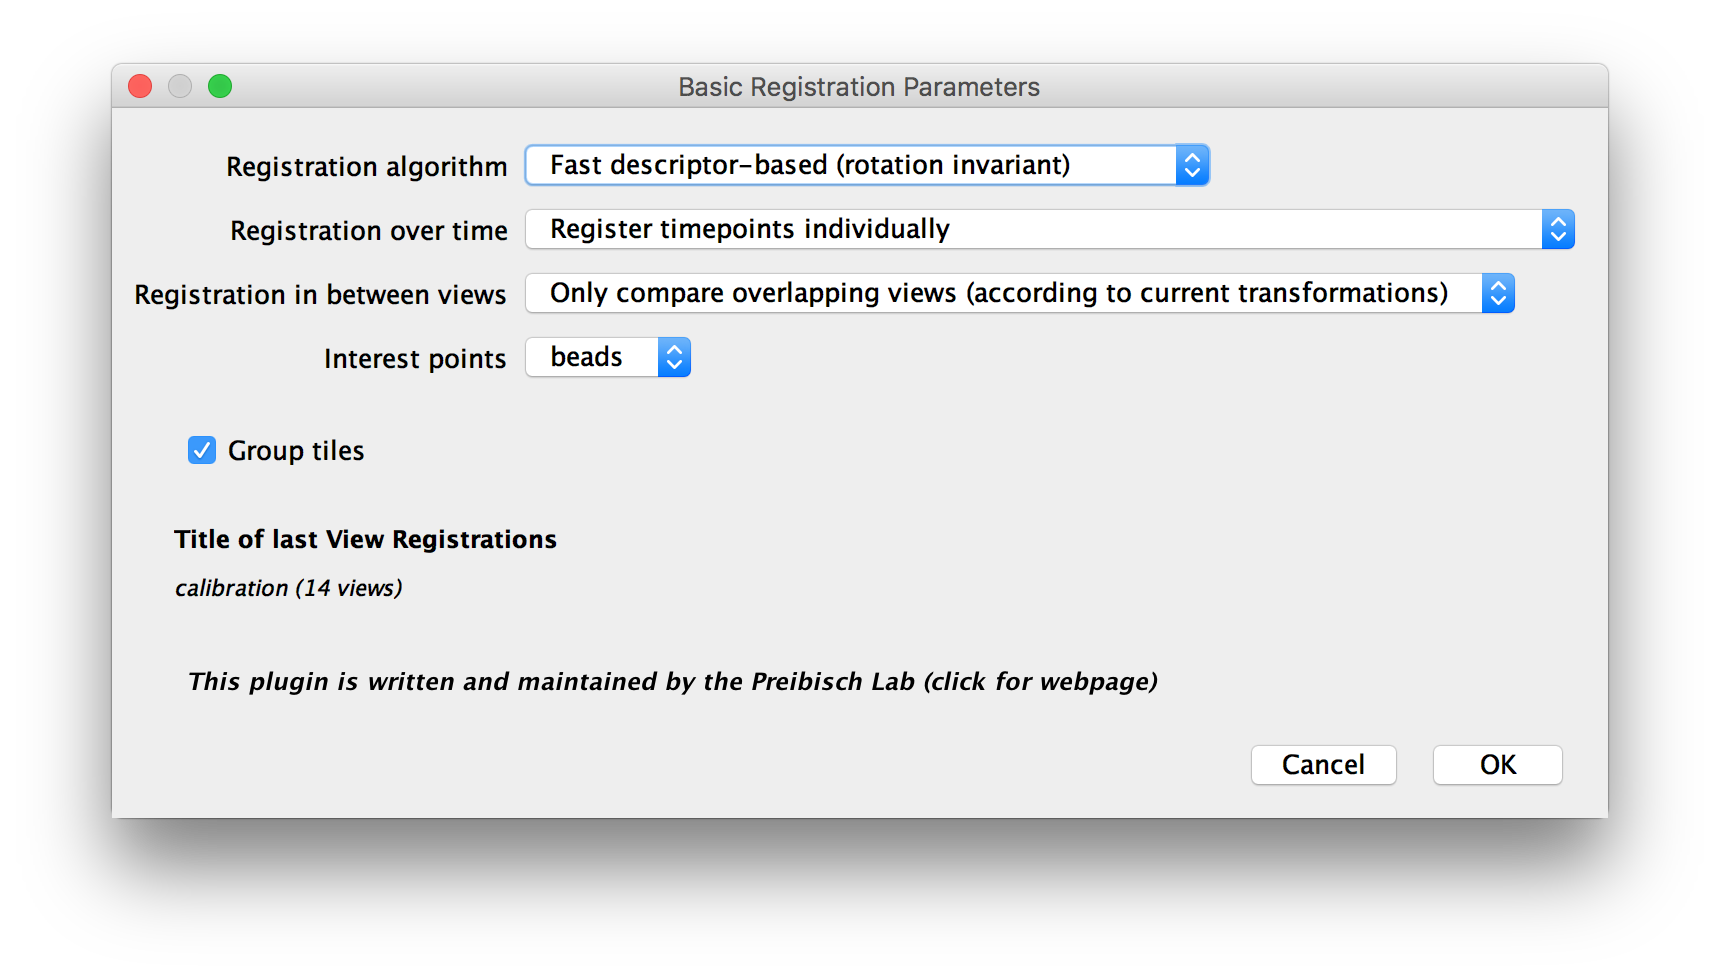 Basic Registration Parameters
Registration algorithm Fast descriptor-based (rotation invariant)
Registration over time Register timepoints individually
Registration in between views Only compare overlapping views (according to current transformations)
Interest points beads
Group tiles
Title of last View Registrations
calibration (14 views)
This plugin is written and maintained by the Preibisch Lab (click for webpage)
Cancel OK